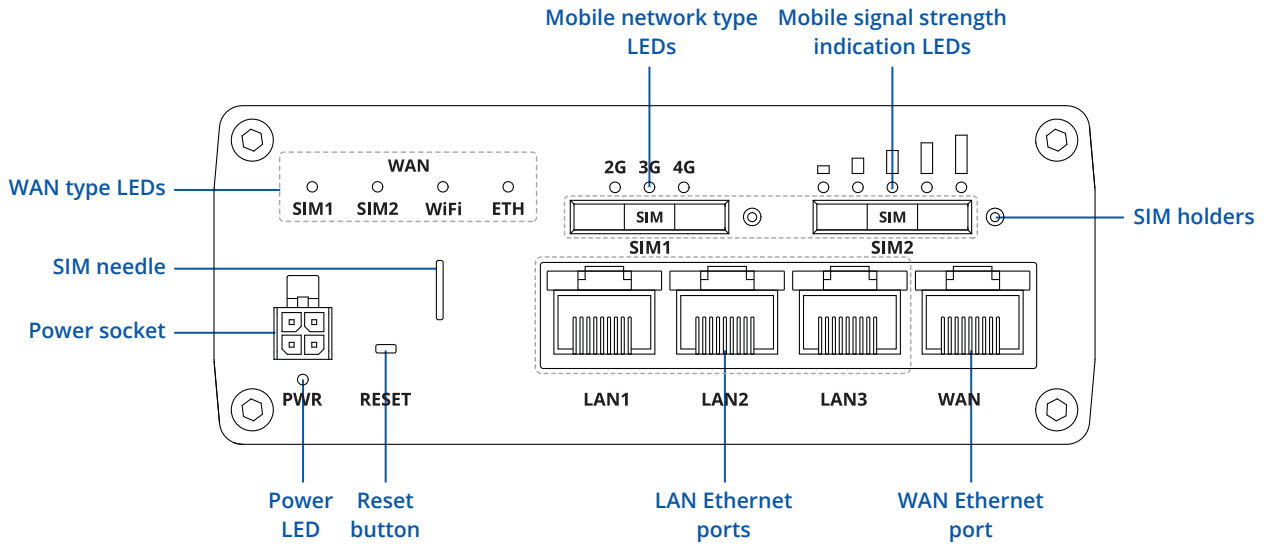 Mobile network type
LEDs
Mobile signal strength
indication LEDs
WAN type LEDs
WAN
SIM1 SIM2 WiFi ETH
2G 3G 4G
SIM
SIM
SIM holders
SIM1
SIM2
SIM needle
Power socket
PWR
RESET
LAN1
LAN2
LAN3
WAN
Power
LED
Reset
button
LAN Ethernet
ports
WAN Ethernet
port